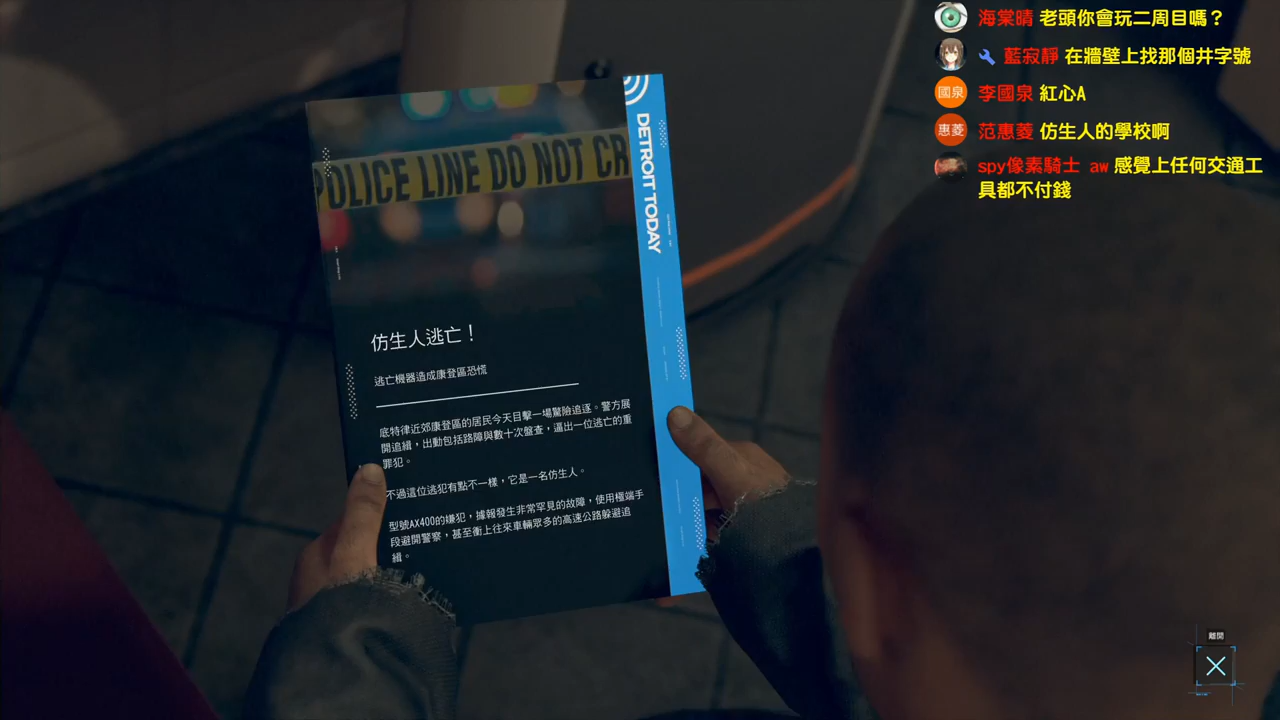 海棠晴 老頭你會玩二周目嗎？
藍寂靜 在牆壁上找那個井字號
國泉 李國泉 紅心A
惠菱 范惠菱 仿生人的學校啊
spy像素騎士 aw 感覺上任何交通工
具都不付錢
POLICE LINE DO NOT CR
DETROIT TODAY
仿生人逃亡！
逃亡機器造成康登區恐慌
底特律近郊康登區的居民今天目擊一場驚險追逐。警方展
開追緝，出動包括路障與數十次盤查，逼出一位逃亡的重
罪犯。
不過這位逃犯有點不一樣，它是一名仿生人。
型號AX400的嫌犯，據報發生非常罕見的故障，使用極端手
段避開警察，甚至衝上往來車輛眾多的高速公路躲避追
緝。
離開